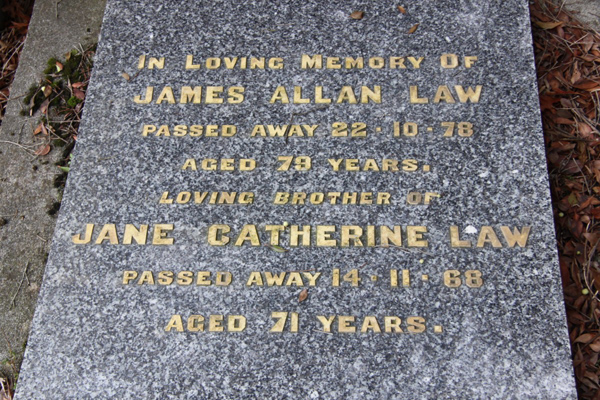 In Loving Memory Of
JAMES ALLAN LAW
PASSED AWAY 22 · 10 · 78
AGED 79 YEARS.
LOVING BROTHER OF
JANE CATHERINE LAW
PASSED AWAY 14 · 11 · 68
AGED 71 YEARS.